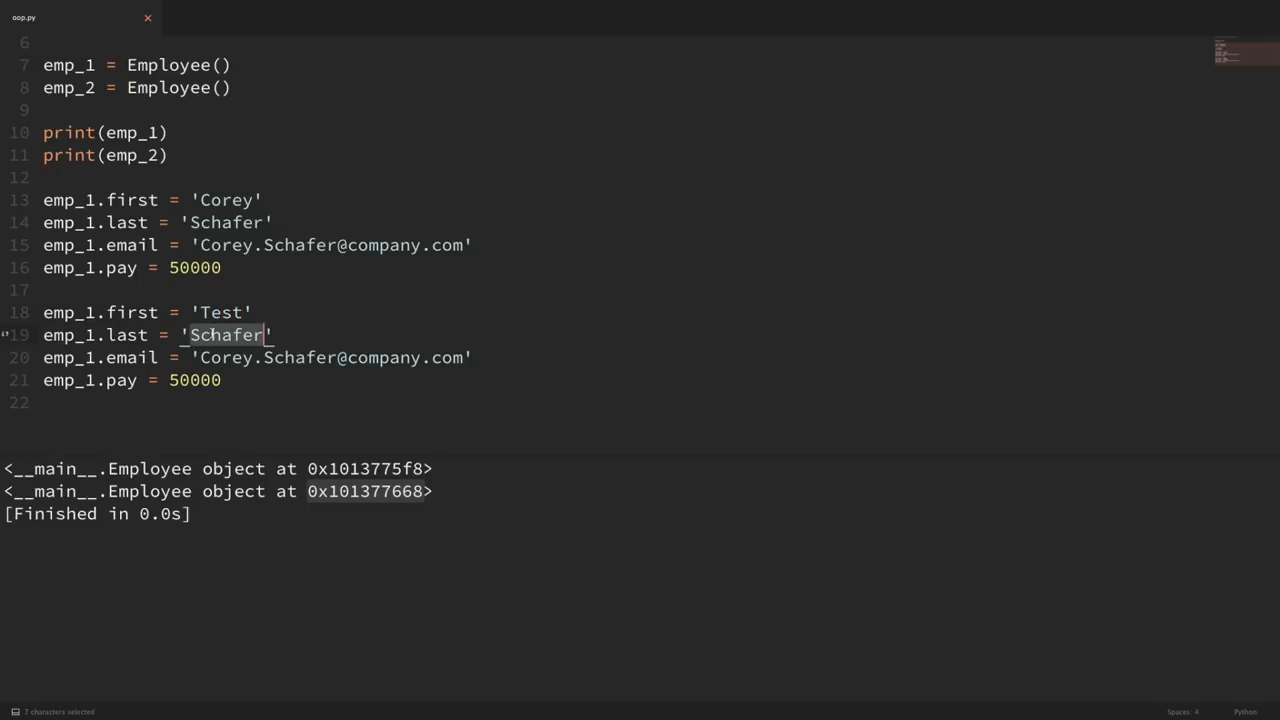 oop.py
6
7 emp_1 = Employee()
8 emp_2 = Employee()
9
10 print(emp_1)
11 print(emp_2)
12
13 emp_1.first = 'Corey'
14 emp_1.last = 'Schafer'
15 emp_1.email = 'Corey.Schafer@company.com'
16 emp_1.pay = 50000
17
18 emp_1.first = 'Test'
19 emp_1.last = 'Schafer'
20 emp_1.email = 'Corey.Schafer@company.com'
21 emp_1.pay = 50000
22
<__main__.Employee object at 0x1013775f8>
<__main__.Employee object at 0x101377668>
[Finished in 0.0s]
7 characters selected Spaces: 4 Python